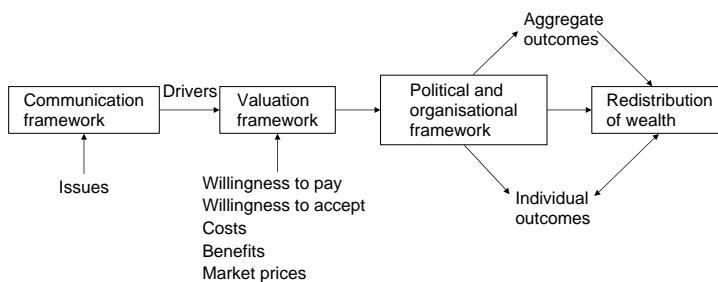 Aggregate
outcomes
Communication
framework
Drivers
Valuation
framework
Political and
organisational
framework
Redistribution
of wealth
Issues
Willingness to pay
Willingness to accept
Costs
Benefits
Market prices
Individual
outcomes